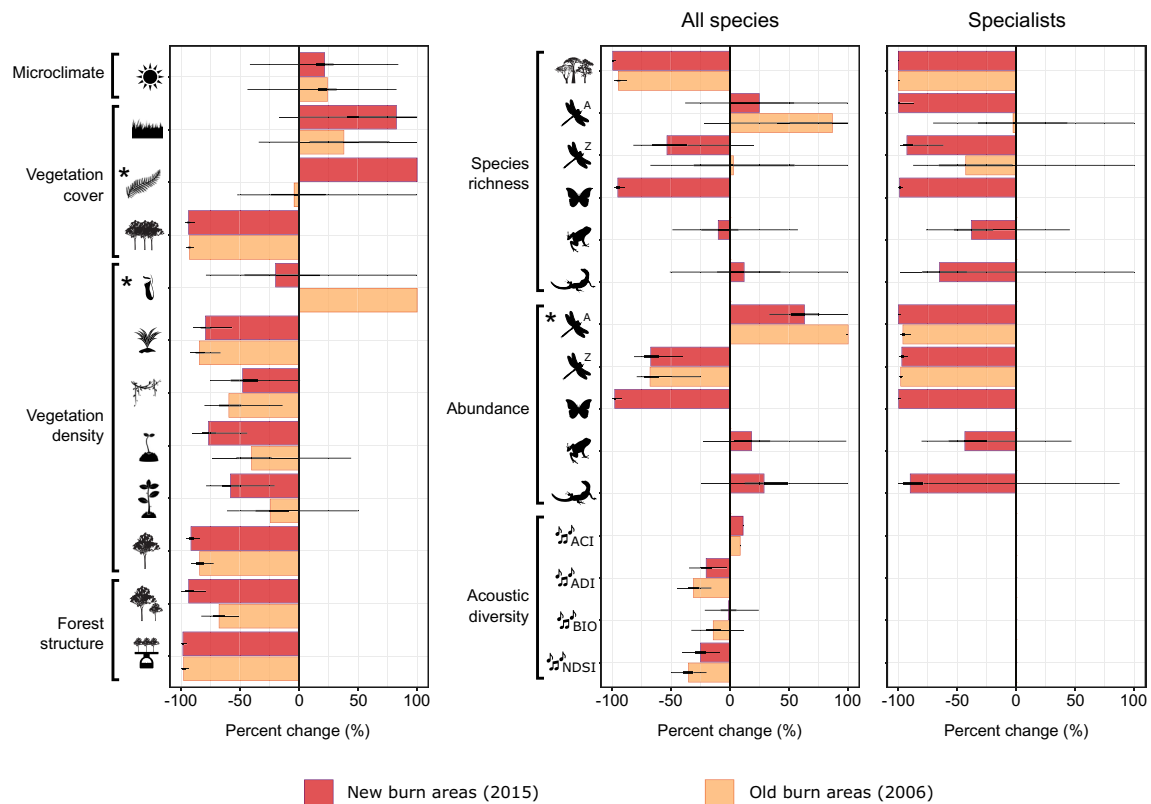 All species
Specialists
Microclimate
Vegetation
cover
*
*
Vegetation
density
Forest
structure
-100
-50
0
50
100
Percent change (%)
Species
richness
A
Z
Abundance
*
A
Z
Acoustic
diversity
ACI
ADI
BIO
NDSI
-100
-50
0
50
100
Percent change (%)
-100
-50
0
50
100
Percent change (%)
New burn areas (2015)
Old burn areas (2006)